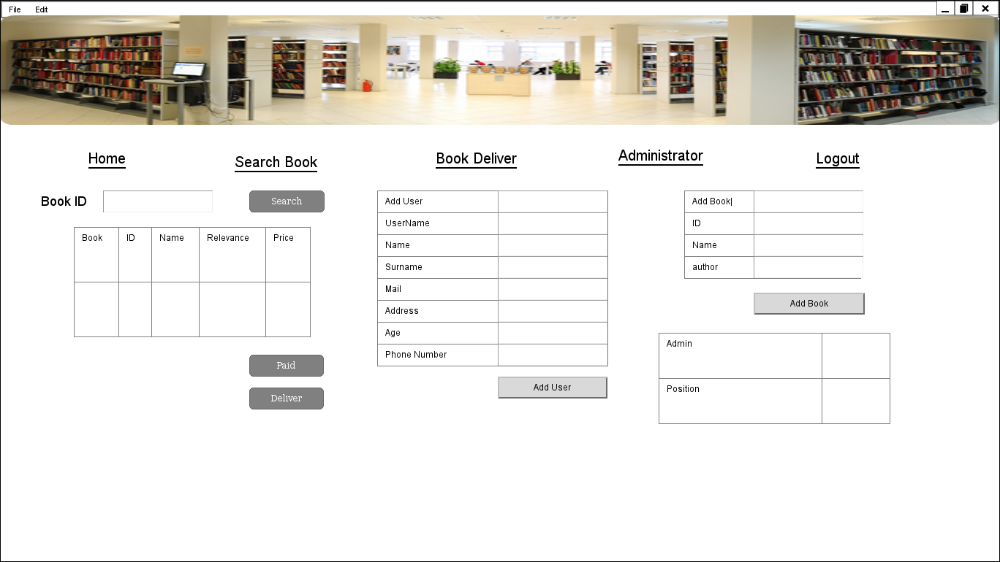 File Edit
Home Search Book Book Deliver Administrator Logout
Book ID Search
Book ID Name Relevance Price
Paid
Deliver
Add User
UserName
Name
Surname
Mail
Address
Age
Phone Number
Add User
Add Book
ID
Name
author
Add Book
Admin
Position